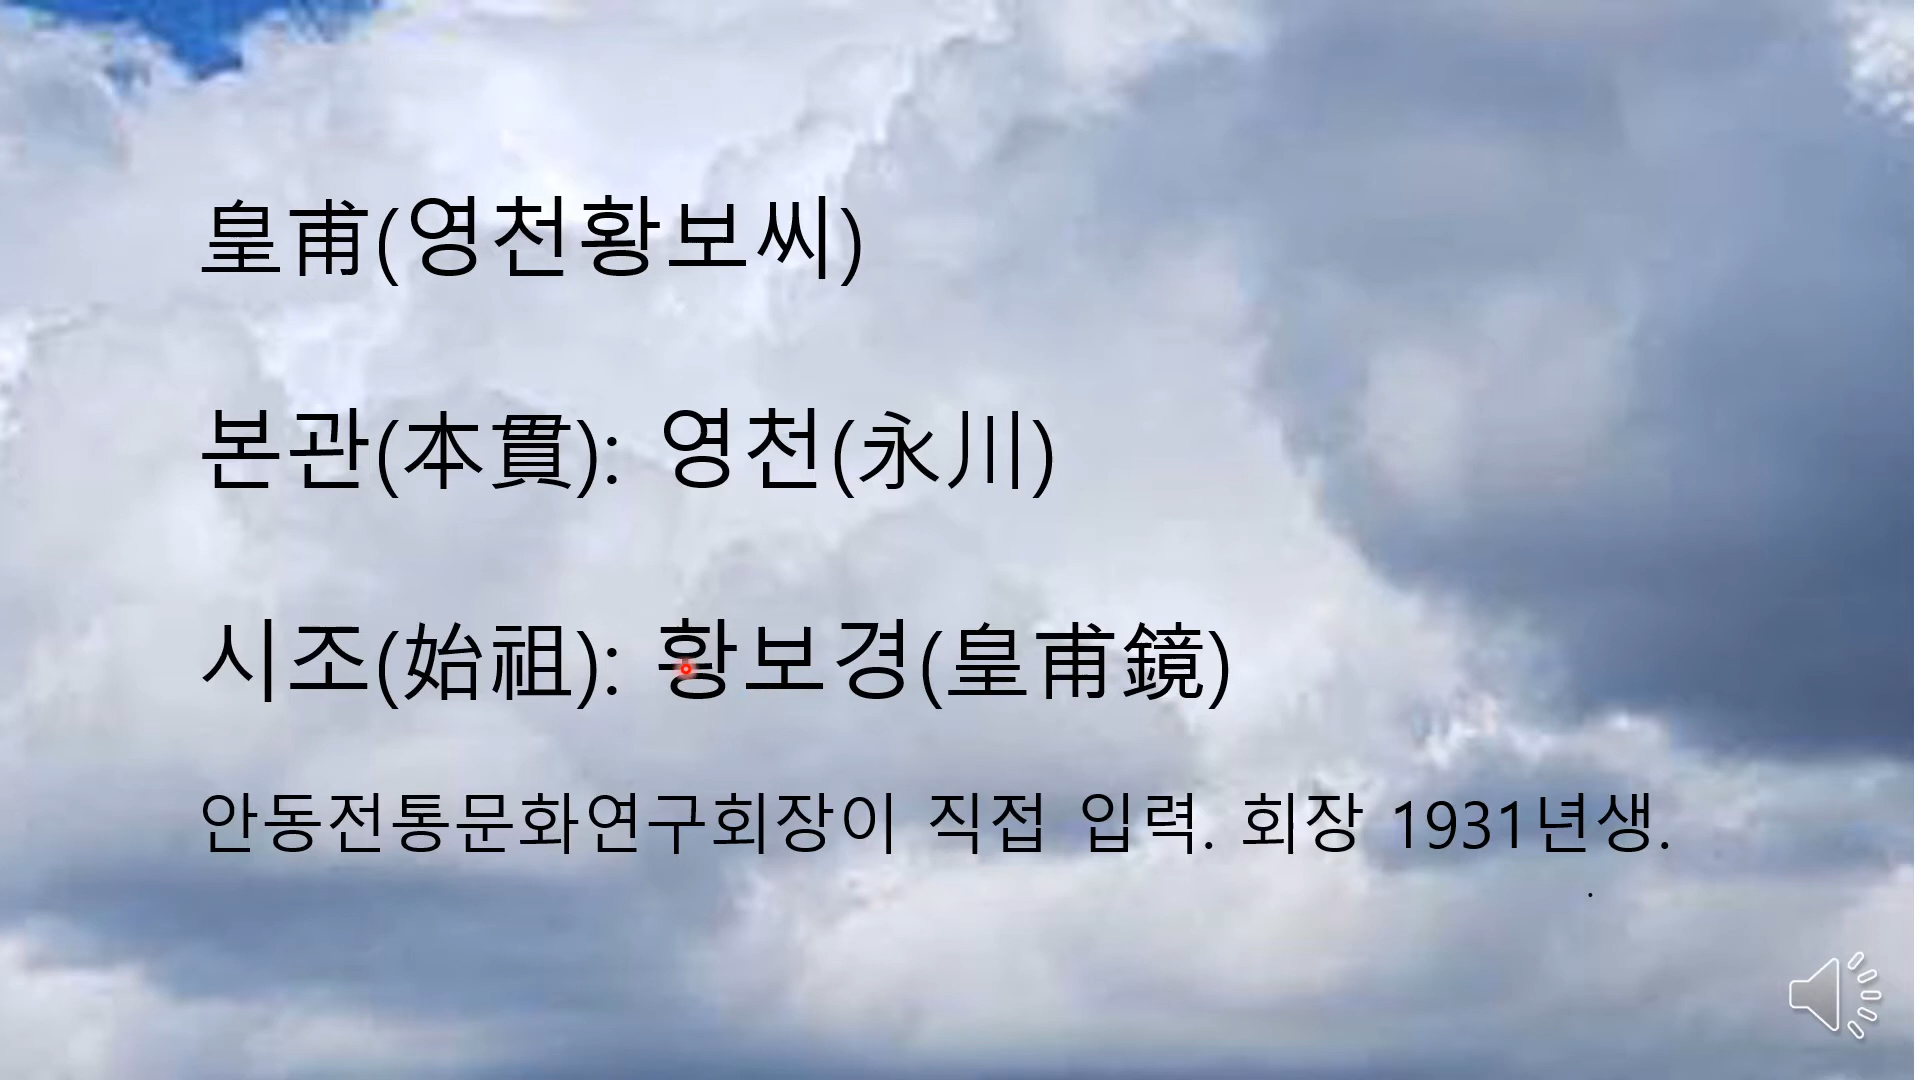 皇甫(영천황보씨)
본관(本貫): 영천(永川)
시조(始祖): 황보경(皇甫鏡)
안동전통문화연구회장이 직접 입력. 회장 1931년생.
.